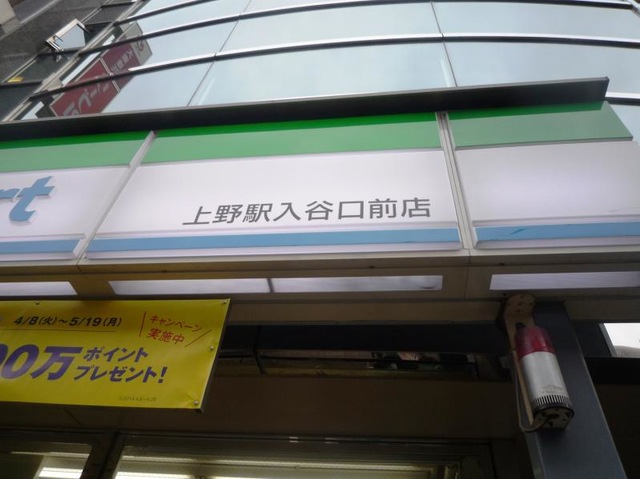 rt
上野駅入谷口前店
4/8(火)~5/19(月)
キャンペーン
実施中
00万ポイント
プレゼント!